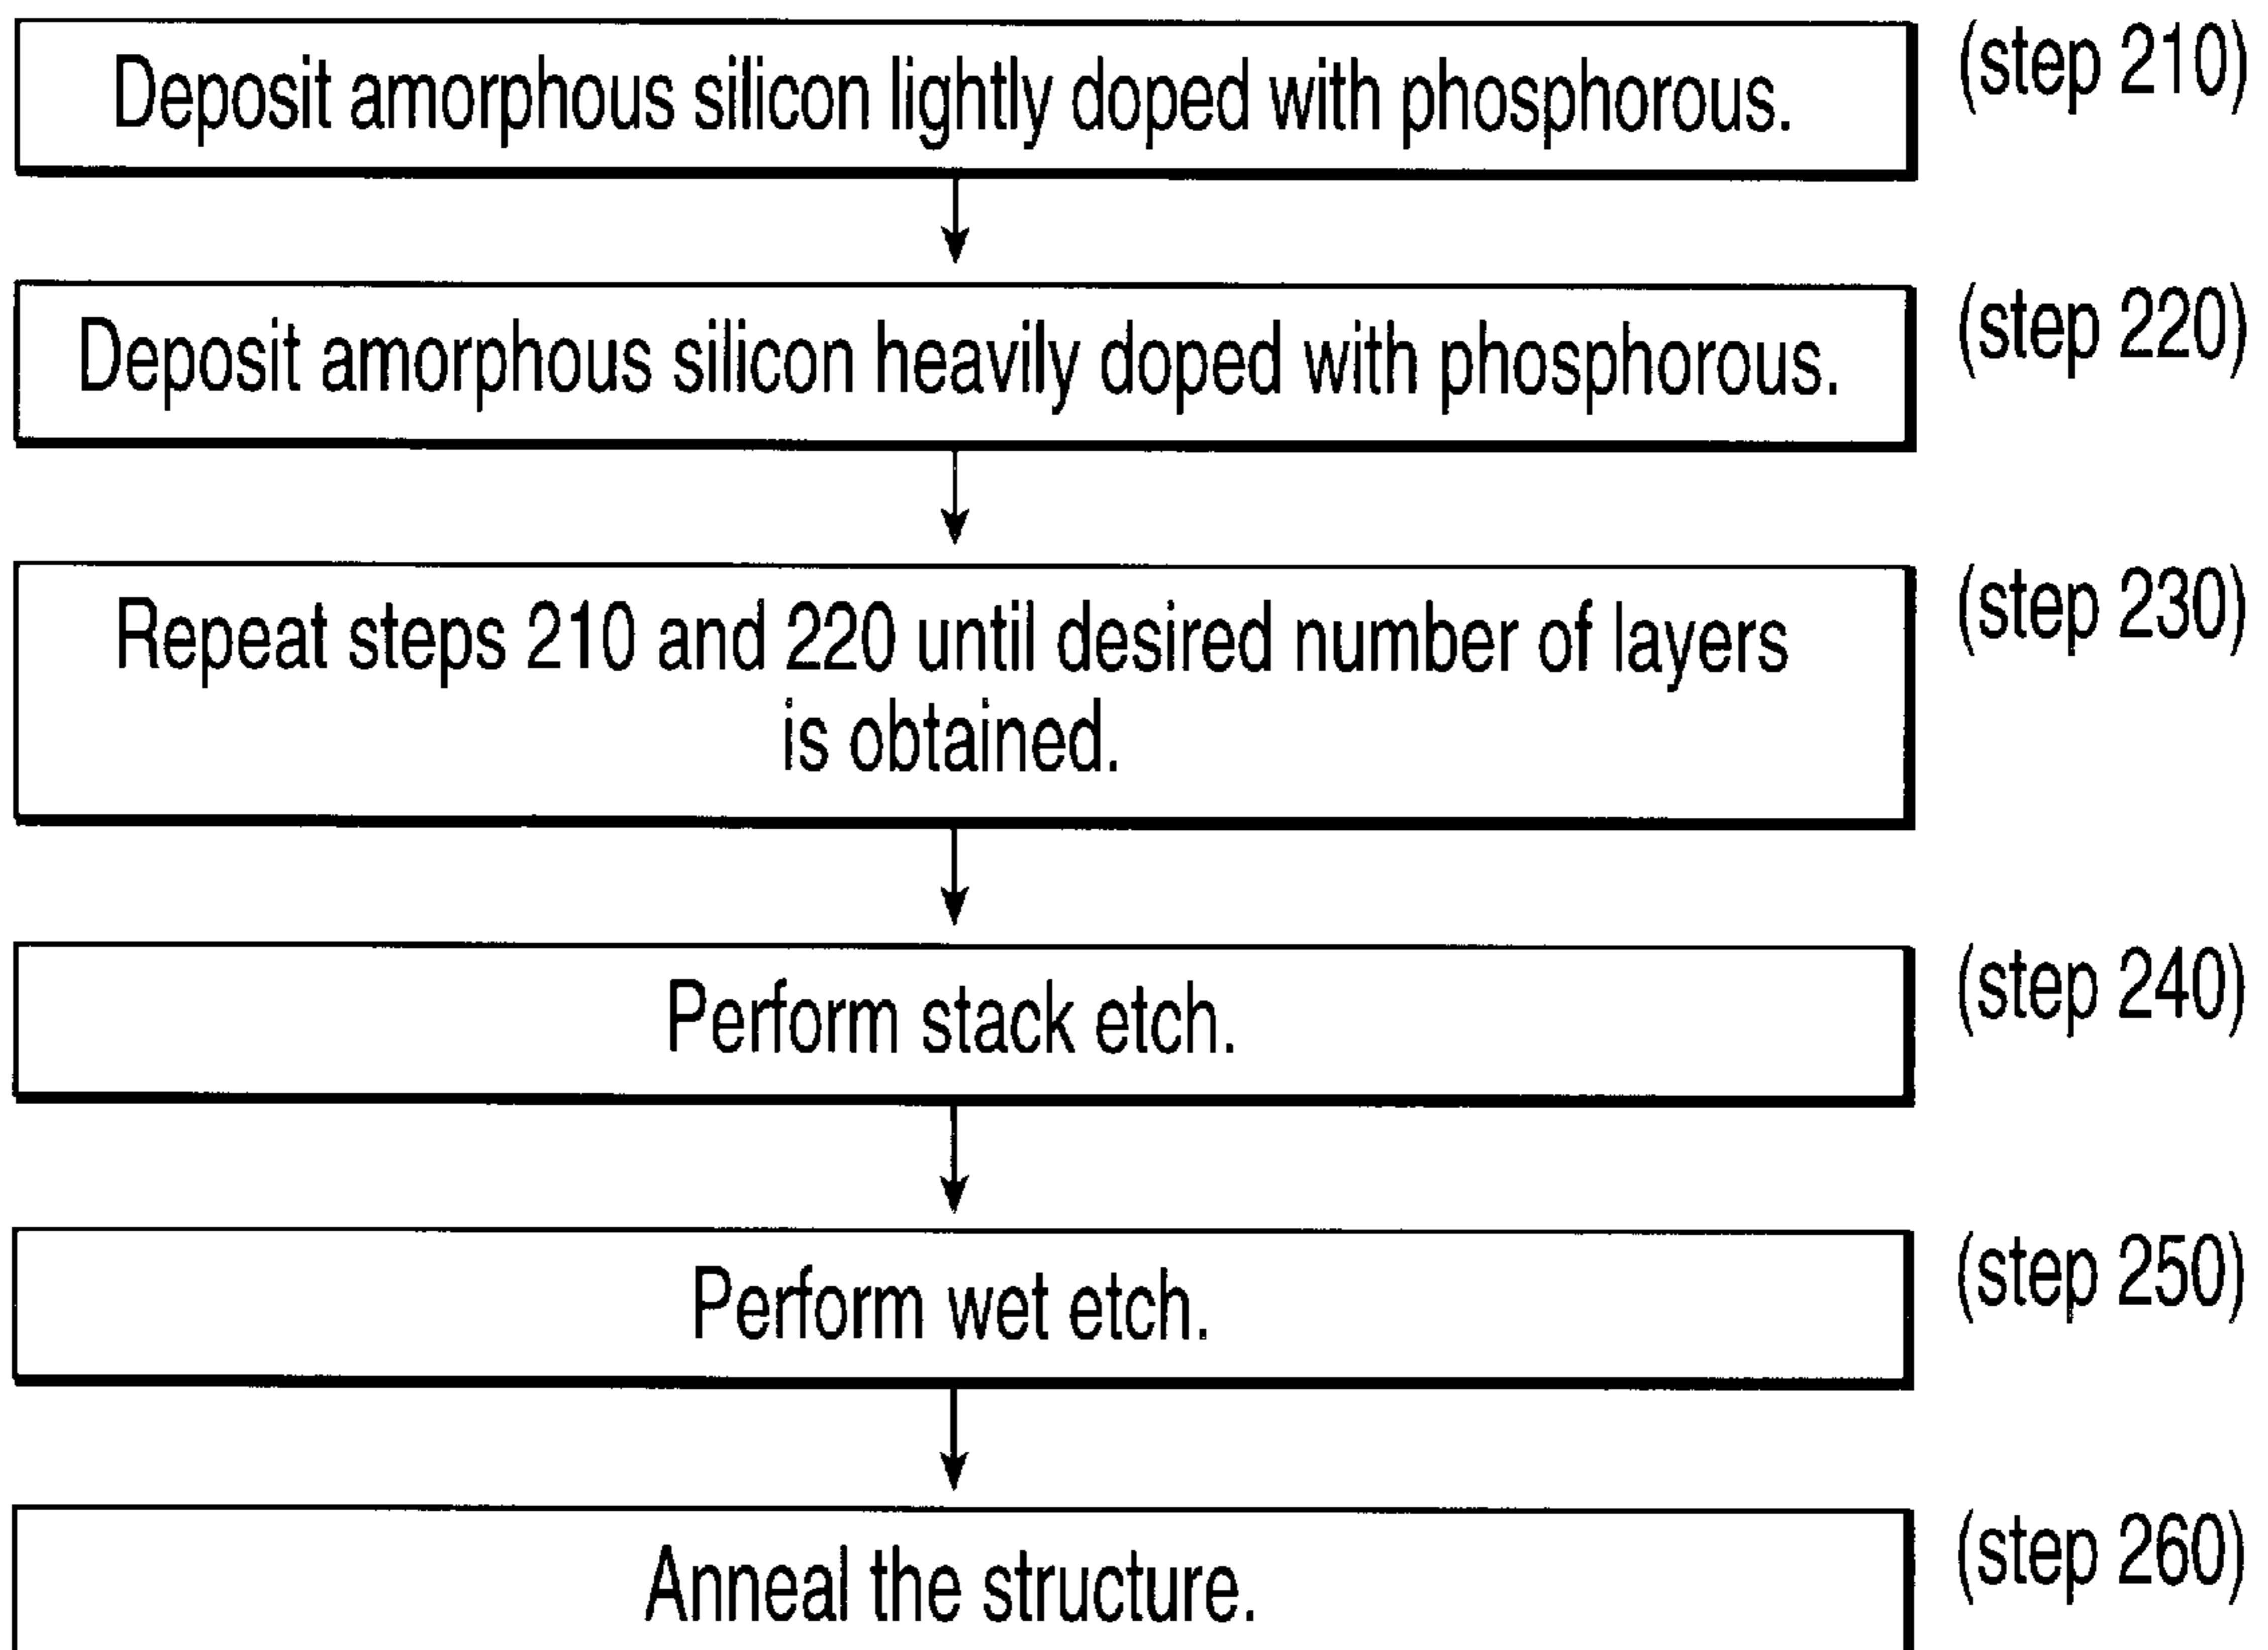 Deposit amorphous silicon lightly doped with phosphorous. (step 210)
Deposit amorphous silicon heavily doped with phosphorous. (step 220)
Repeat steps 210 and 220 until desired number of layers (step 230)
is obtained.
Perform stack etch. (step 240)
Perform wet etch. (step 250)
Anneal the structure. (step 260)